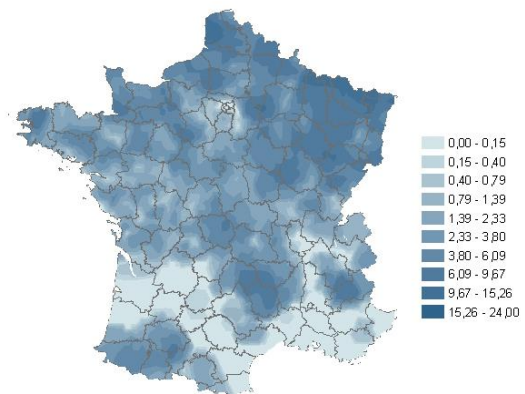 0,00 - 0,15
0,15 - 0,40
0,40 - 0,79
0,79 - 1,39
1,39 - 2,33
2,33 - 3,80
3,80 - 6,09
6,09 - 9,67
9,67 - 15,26
15,26 - 24,00